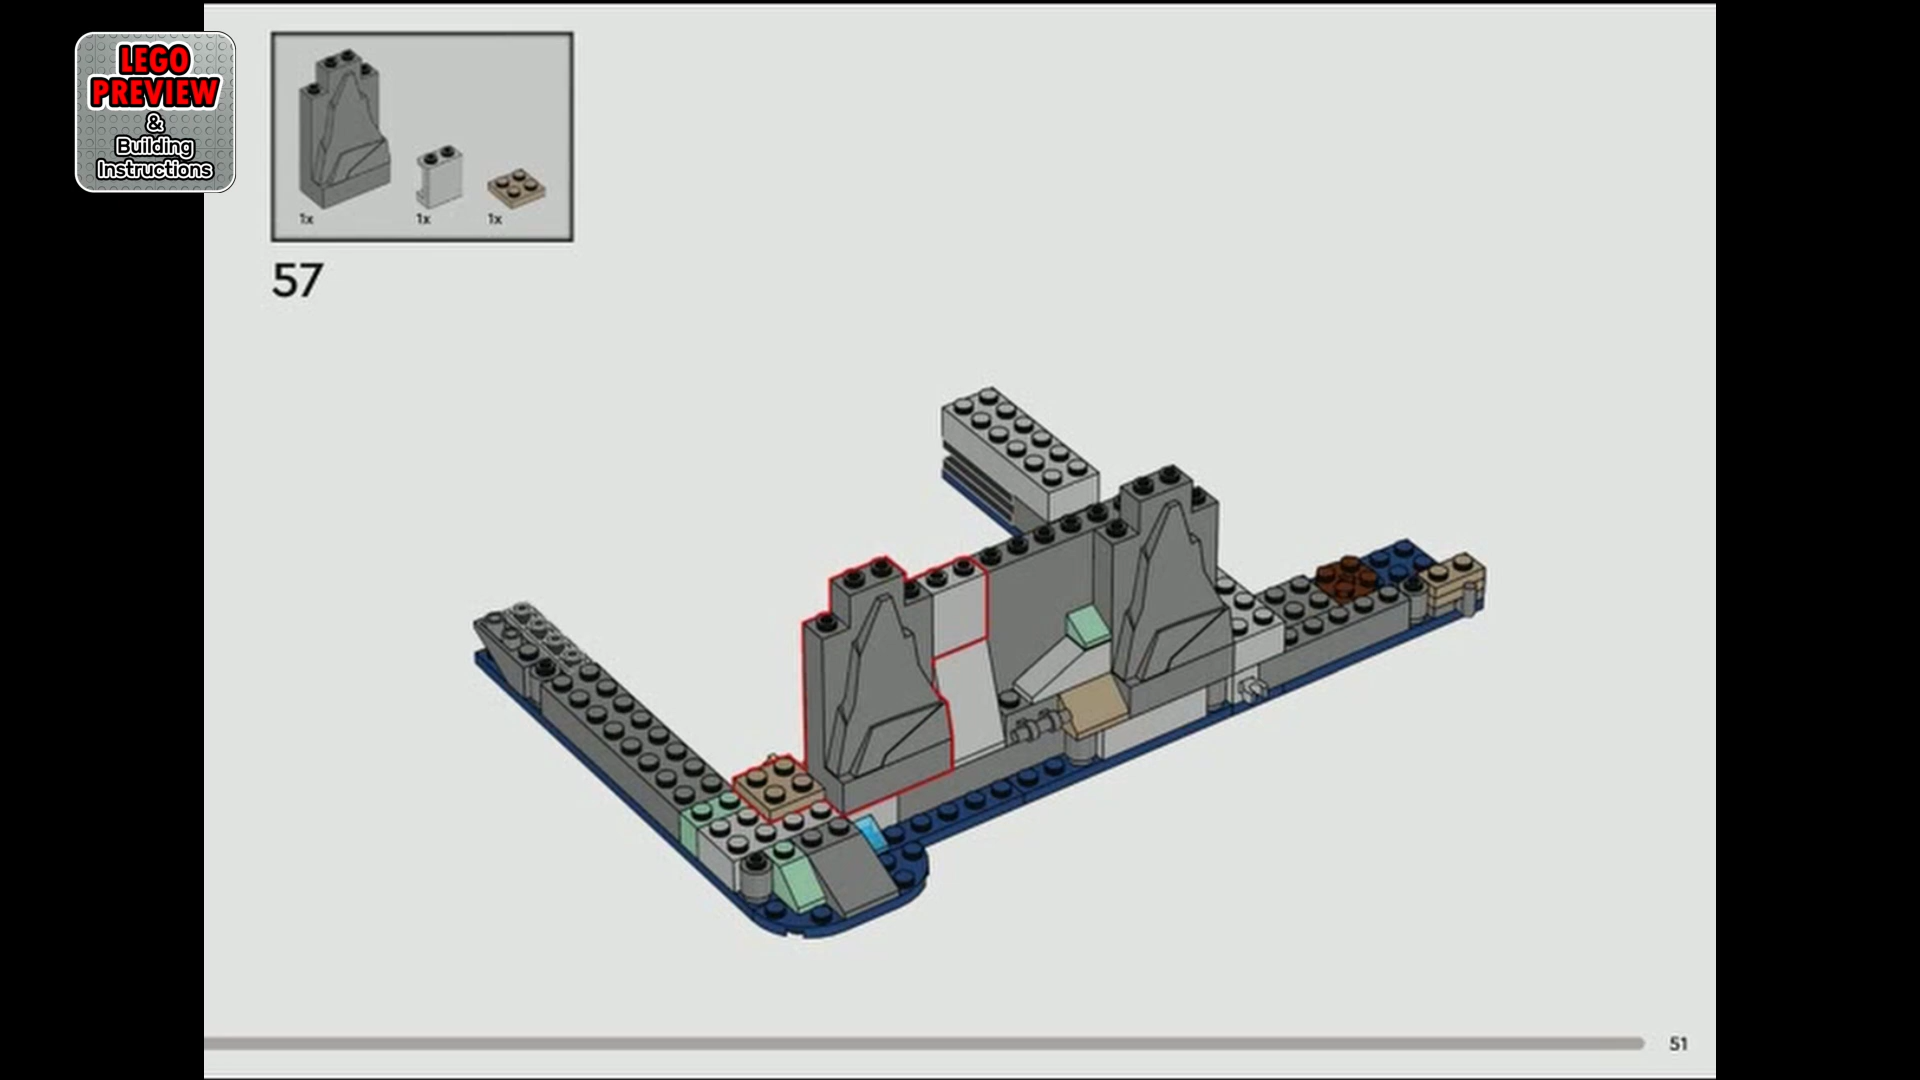 LEGO
PREVIEW
&
Building
Instructions
1x
1x
1x
57
51